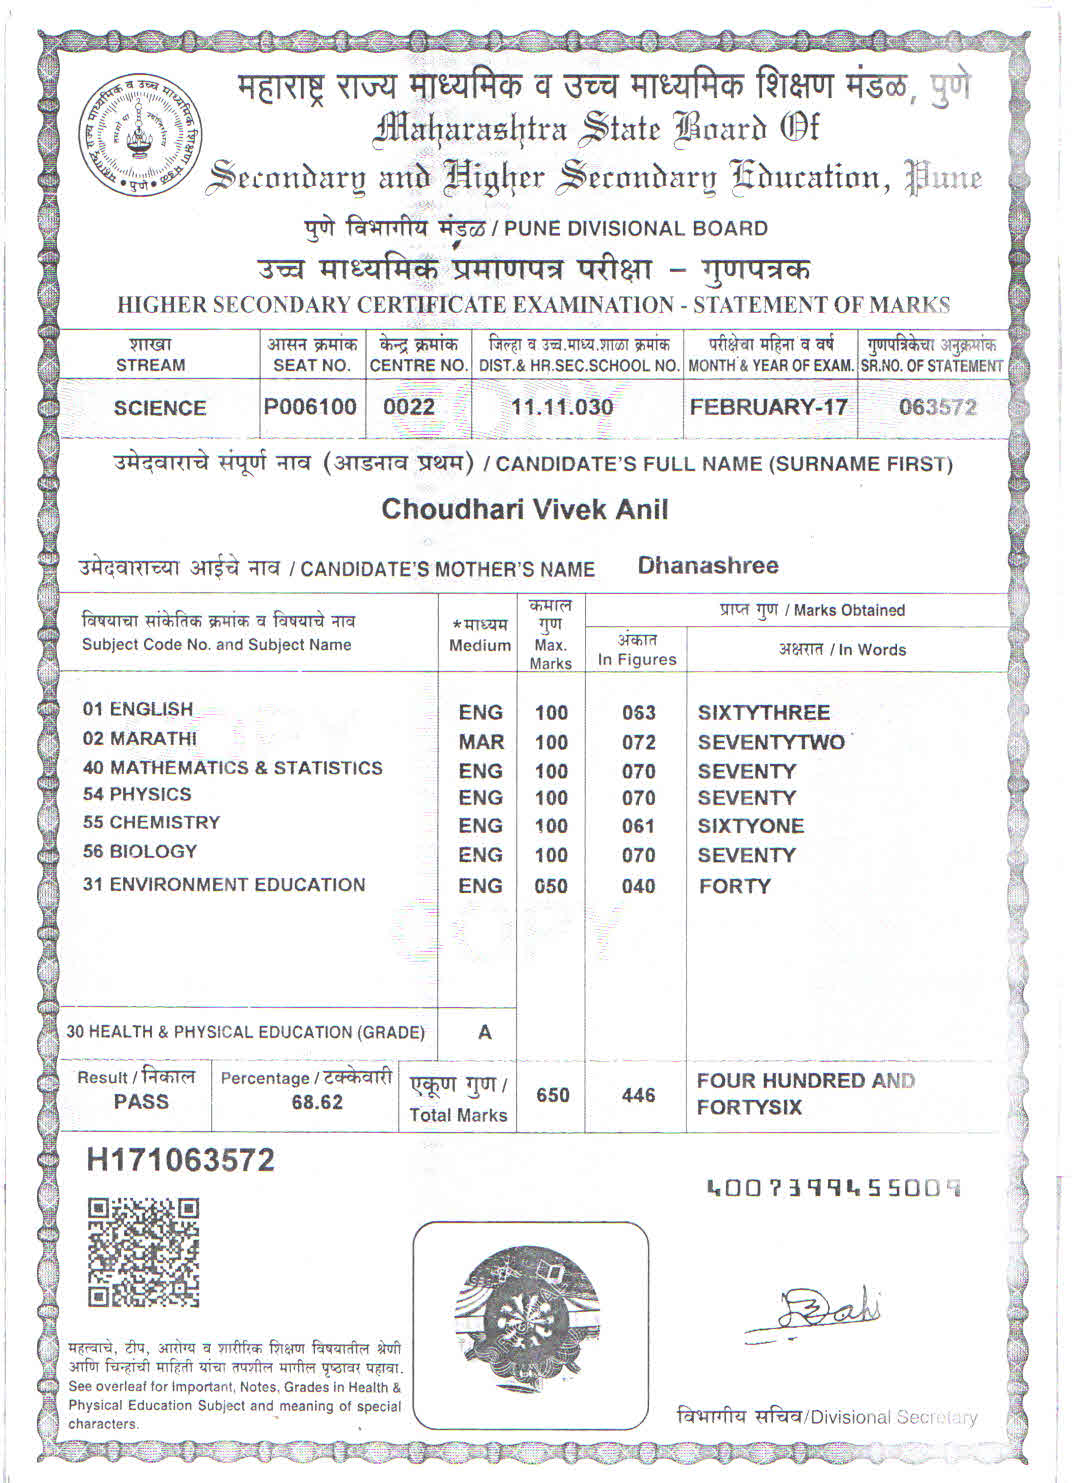 महाराष्ट्र राज्य माध्यमिक व उच्च माध्यमिक शिक्षण मंडळ, पुणे
Maharashtra State Board Of
Secondary and Higher Secondary Education, Pune
पुणे विभागीय मंडळ / PUNE DIVISIONAL BOARD
उच्च माध्यमिक प्रमाणपत्र परीक्षा – गुणपत्रक
HIGHER SECONDARY CERTIFICATE EXAMINATION - STATEMENT OF MARKS
शाखा आसन क्रमांक केन्द्र क्रमांक जिल्हा व उच्च.माध्य.शाळा क्रमांक परीक्षेचा महिना व वर्ष गुणपत्रिकेचा अनुक्रमांक
STREAM SEAT NO. CENTRE NO. DIST.& HR.SEC.SCHOOL NO. MONTH & YEAR OF EXAM. SR.NO. OF STATEMENT
SCIENCE P006100 0022 11.11.030 FEBRUARY-17 063572
उमेदवाराचे संपूर्ण नाव (आडनाव प्रथम) / CANDIDATE'S FULL NAME (SURNAME FIRST)
Choudhari Vivek Anil
उमेदवाराच्या आईचे नाव / CANDIDATE'S MOTHER'S NAME Dhanashree
विषयाचा सांकेतिक क्रमांक व विषयाचे नाव
Subject Code No. and Subject Name
*माध्यम
Medium
कमाल
गुण
Max.
Marks
प्राप्त गुण / Marks Obtained
अंकात
In Figures
अक्षरात / In Words
01 ENGLISH ENG 100 063 SIXTYTHREE
02 MARATHI MAR 100 072 SEVENTYTWO
40 MATHEMATICS & STATISTICS ENG 100 070 SEVENTY
54 PHYSICS ENG 100 070 SEVENTY
55 CHEMISTRY ENG 100 061 SIXTYONE
56 BIOLOGY ENG 100 070 SEVENTY
31 ENVIRONMENT EDUCATION ENG 050 040 FORTY
COPY
30 HEALTH & PHYSICAL EDUCATION (GRADE) A
Result / निकाल
PASS
Percentage / टक्केवारी
68.62
एकूण गुण /
Total Marks
650 446
FOUR HUNDRED AND
FORTYSIX
H171063572
4007399455009
महत्वाचे, टीप, आरोग्य व शारीरिक शिक्षण विषयातील श्रेणी
आणि चिन्हांची माहिती यांचा तपशील मागील पृष्ठावर पहावा.
See overleaf for Important, Notes, Grades in Health &
Physical Education Subject and meaning of special
characters.
विभागीय सचिव/Divisional Secretary